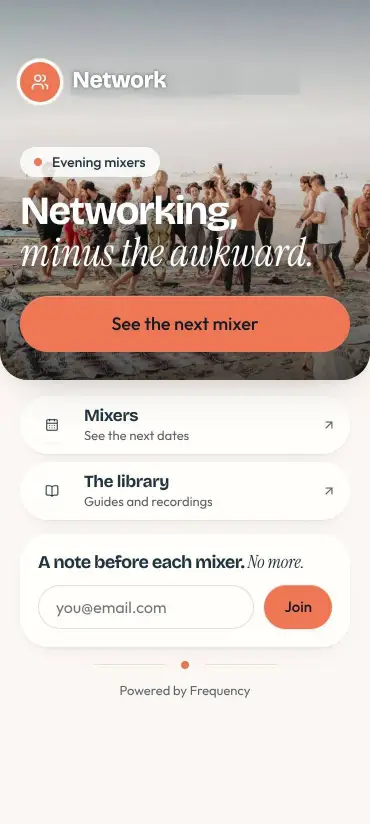 Network
Evening mixers
Networking,
minus the awkward.
See the next mixer
Mixers
See the next dates
The library
Guides and recordings
A note before each mixer. No more.
you@email.com
Join
Powered by Frequency